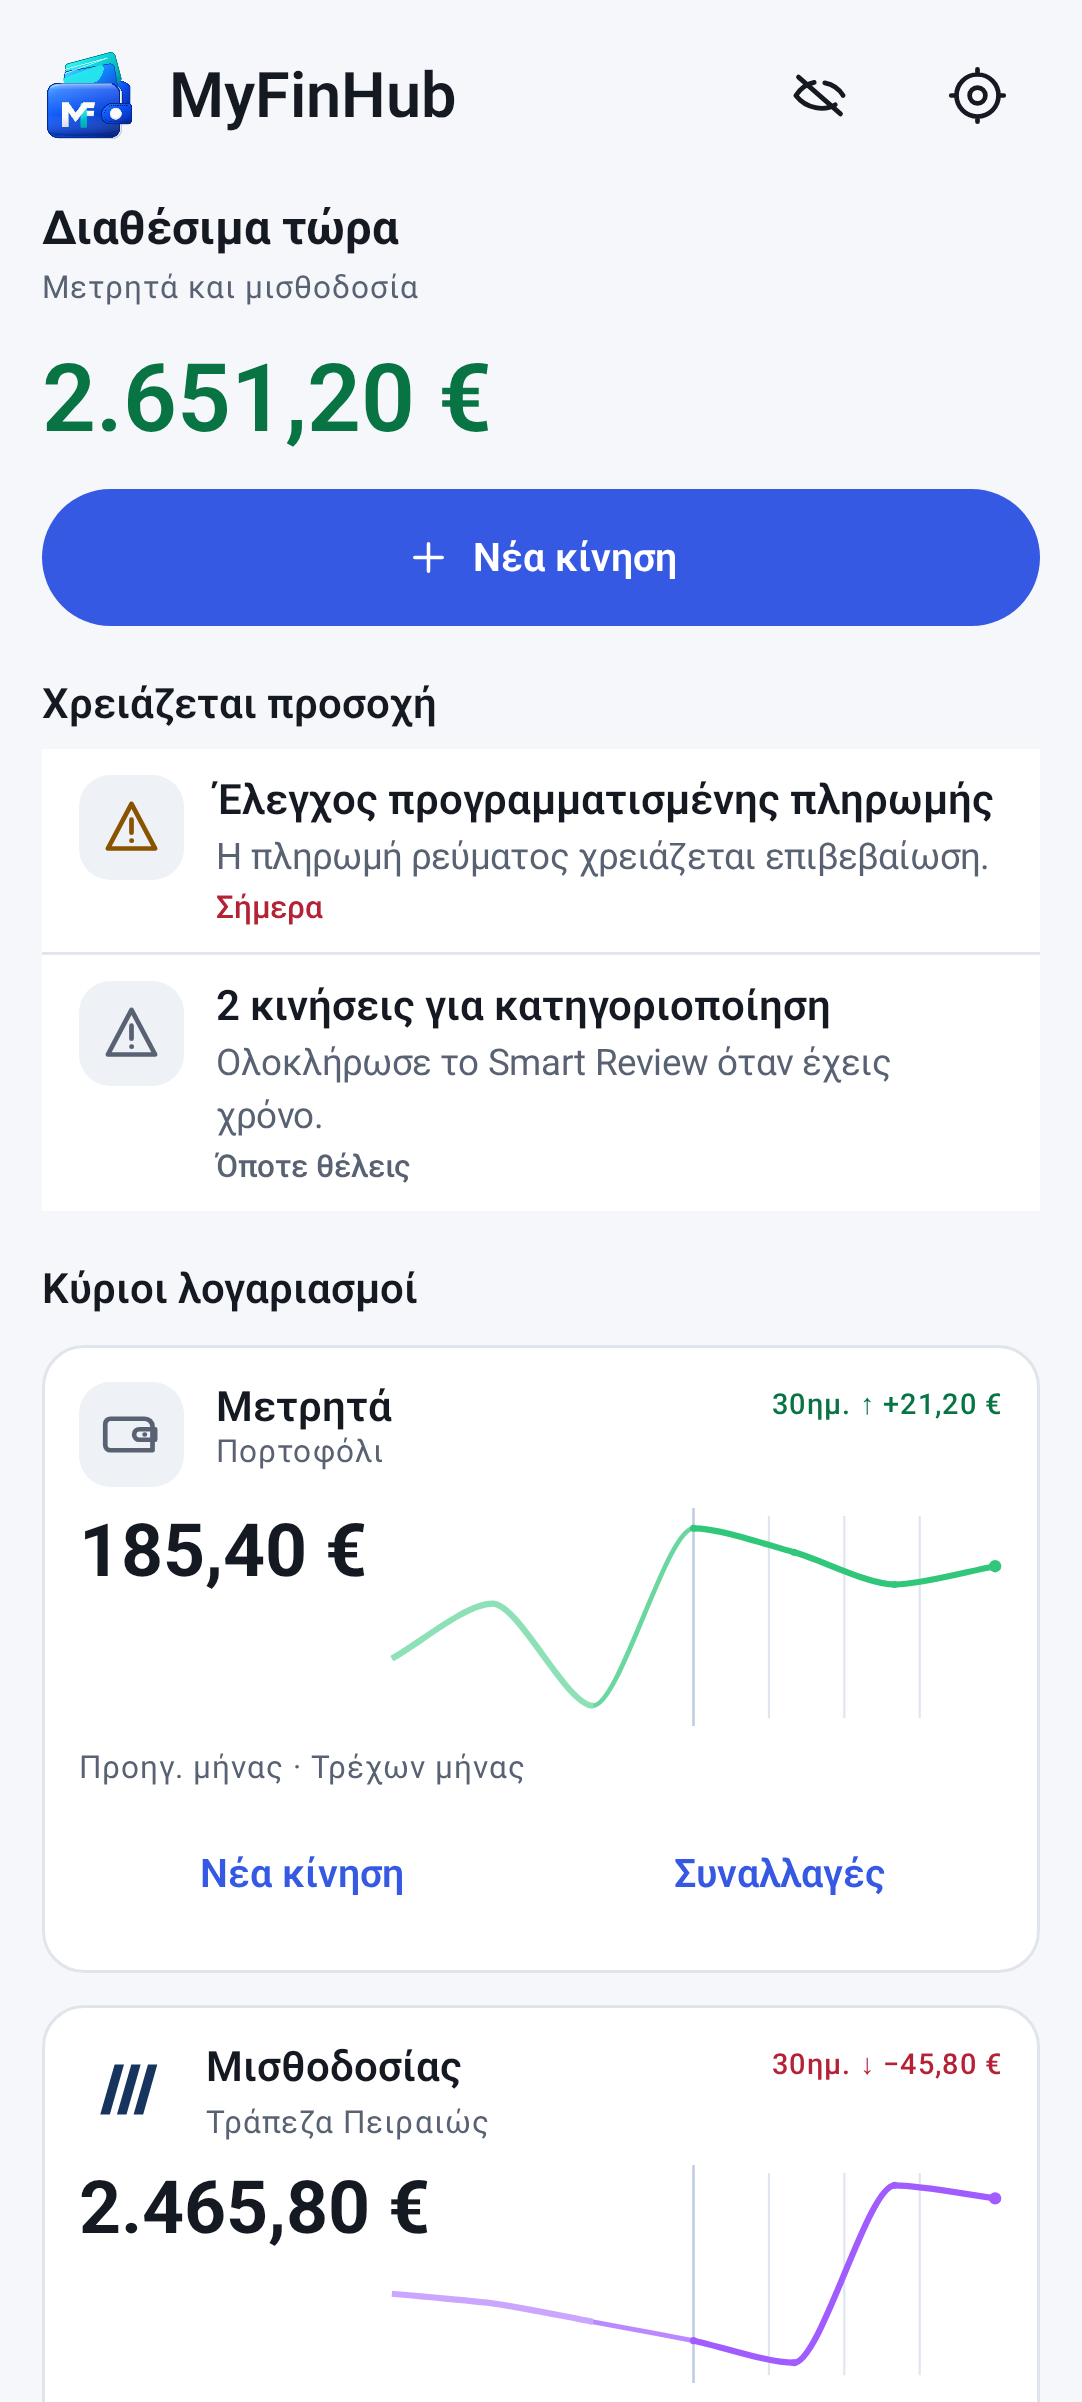 MF
MyFinHub
Διαθέσιμα τώρα
Μετρητά και μισθοδοσία
2.651,20 €
+ Νέα κίνηση
Χρειάζεται προσοχή
Έλεγχος προγραμματισμένης πληρωμής
Η πληρωμή ρεύματος χρειάζεται επιβεβαίωση.
Σήμερα
2 κινήσεις για κατηγοριοποίηση
Ολοκλήρωσε το Smart Review όταν έχεις
χρόνο.
Όποτε θέλεις
Κύριοι λογαριασμοί
Μετρητά
30ημ. ↑ +21,20 €
Πορτοφόλι
185,40 €
Προηγ. μήνας · Τρέχων μήνας
Νέα κίνηση
Συναλλαγές
Μισθοδοσίας
30ημ. ↓ −45,80 €
Τράπεζα Πειραιώς
2.465,80 €